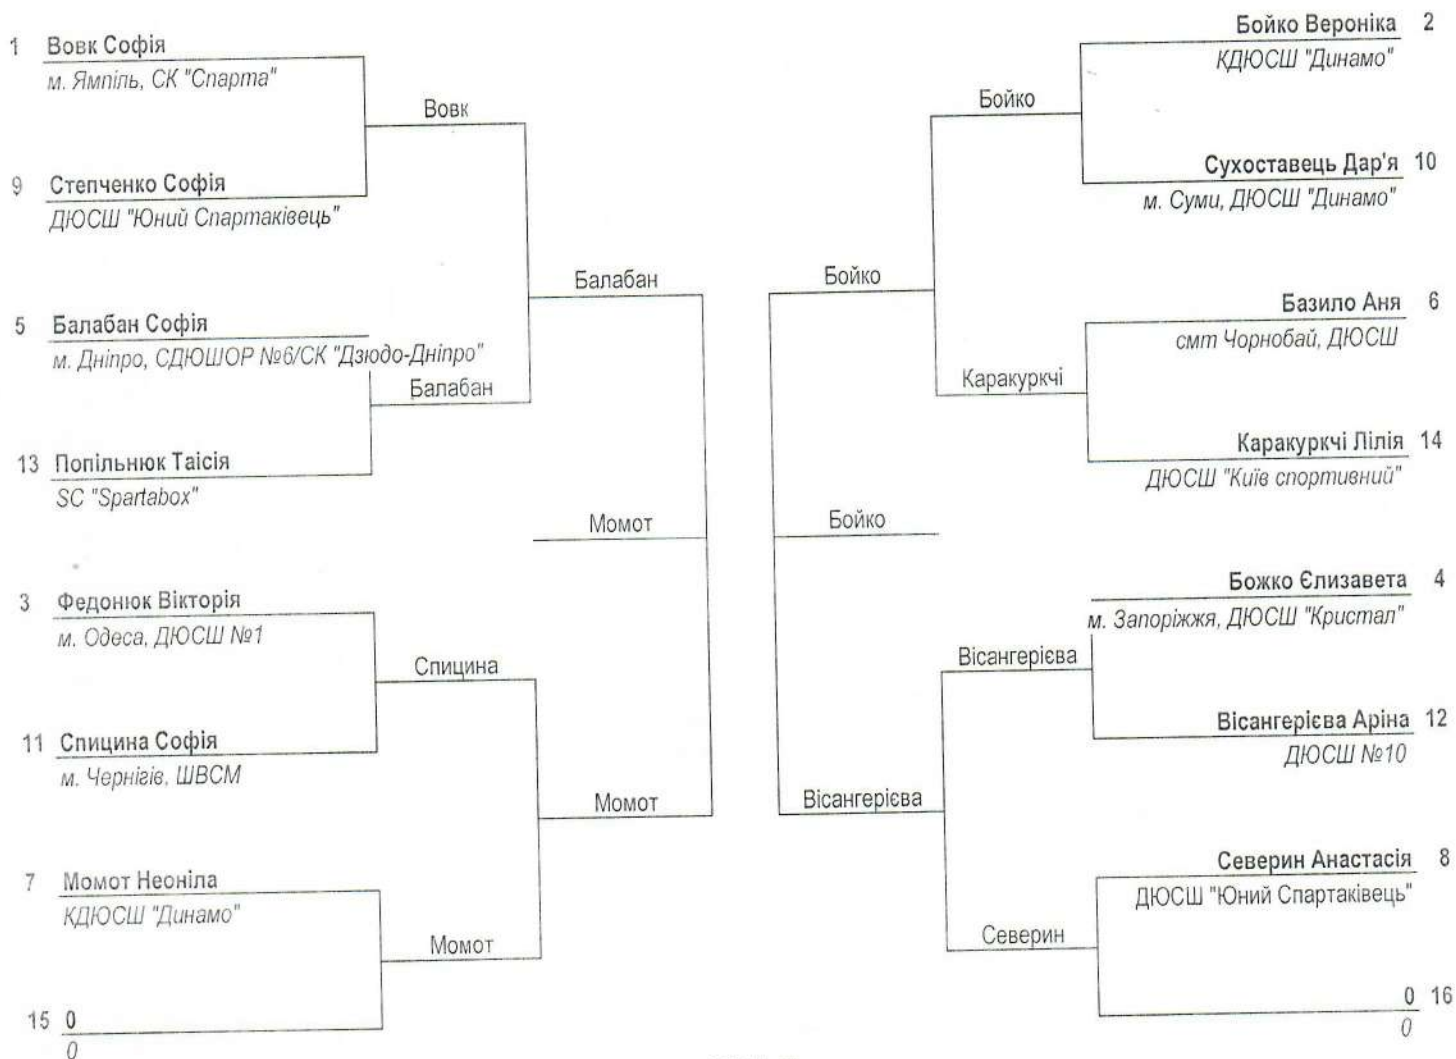 1 Вовк Софія
м. Ямпіль, СК "Спарта"
Вовк
9 Степченко Софія
ДЮСШ "Юний Спартаківець"
Балабан
5 Балабан Софія
м. Дніпро, СДЮШОР №6/СК "Дзюдо-Дніпро"
Балабан
13 Попільнюк Таісія
SC "Spartabox"
Момот
3 Федонюк Вікторія
м. Одеса, ДЮСШ №1
Спицина
11 Спицина Софія
м. Чернігів, ШВСМ
Момот
7 Момот Неоніла
КДЮСШ "Динамо"
Момот
15 0
0
Бойко Вероніка 2
КДЮСШ "Динамо"
Бойко
Сухоставець Дар'я 10
м. Суми, ДЮСШ "Динамо"
Бойко
Базило Аня 6
смт Чорнобай, ДЮСШ
Каракуркчі
Каракуркчі Лілія 14
ДЮСШ "Київ спортивний"
Бойко
Божко Єлизавета 4
м. Запоріжжя, ДЮСШ "Кристал"
Вісангерієва
Вісангерієва Аріна 12
ДЮСШ №10
Вісангерієва
Северин Анастасія 8
ДЮСШ "Юний Спартаківець"
Северин
0 16
0